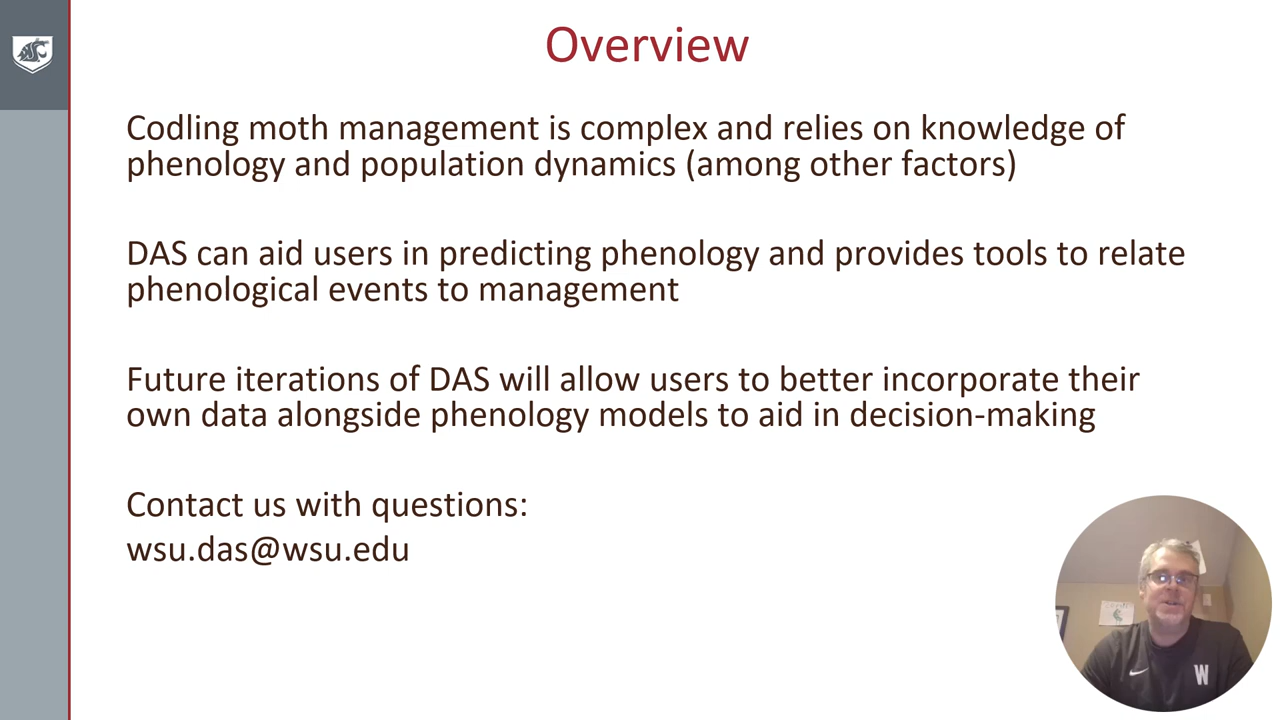 Overview
Codling moth management is complex and relies on knowledge of
phenology and population dynamics (among other factors)
DAS can aid users in predicting phenology and provides tools to relate
phenological events to management
Future iterations of DAS will allow users to better incorporate their
own data alongside phenology models to aid in decision-making
Contact us with questions:
wsu.das@wsu.edu
W